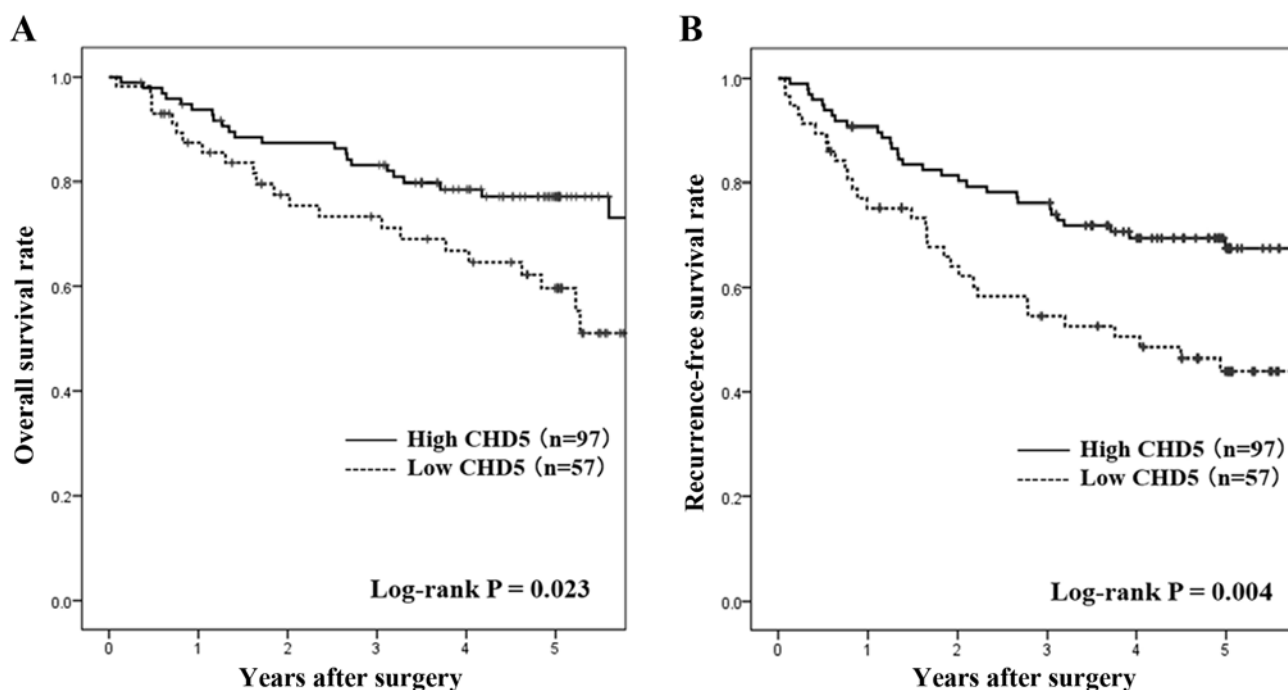 A
Overall survival rate
1.0
0.8
0.6
0.4
0.2
0.0
High CHD5 (n=97)
Low CHD5 (n=57)
Log-rank P = 0.023
0 1 2 3 4 5
Years after surgery
B
Recurrence-free survival rate
1.0
0.8
0.6
0.4
0.2
0.0
High CHD5 (n=97)
Low CHD5 (n=57)
Log-rank P = 0.004
0 1 2 3 4 5
Years after surgery